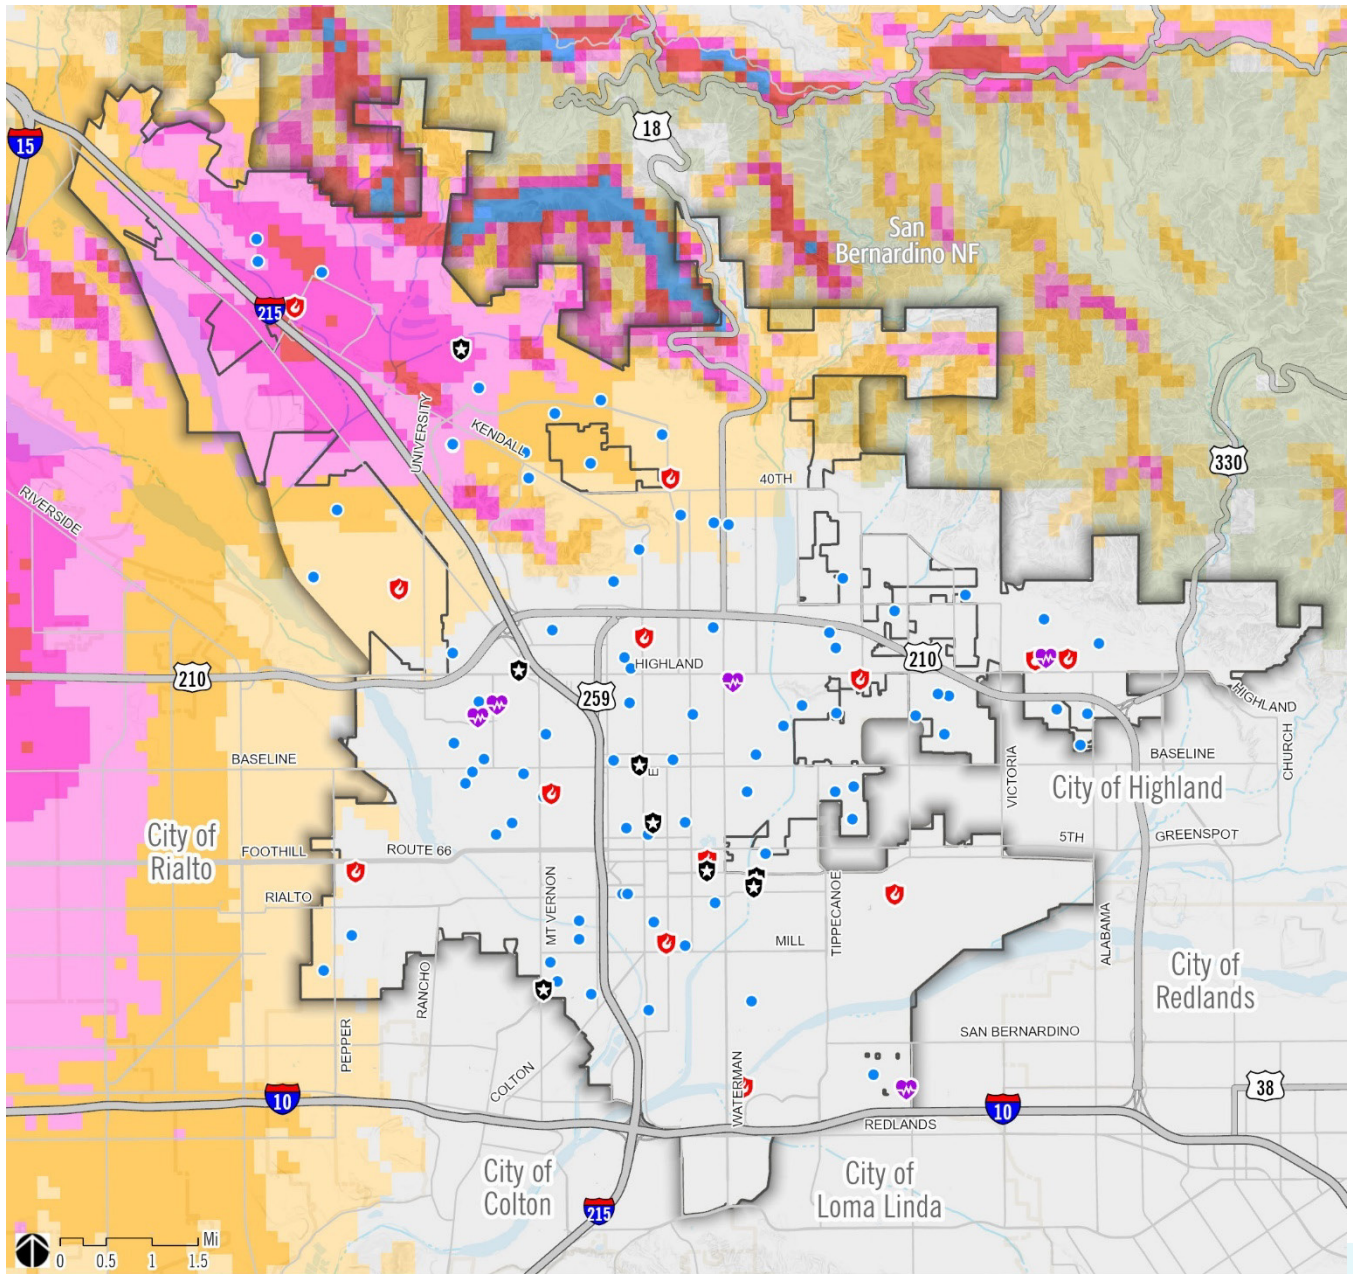 18
15
San
Bernardino NF
215
UNIVERSITY
KENDALL
330
40TH
RIVERSIDE
210
HIGHLAND
210
259
HIGHLAND
CHURCH
BASELINE
E
BASELINE
VICTORIA
City of Highland
City of
Rialto
FOOTHILL
ROUTE 66
5TH
GREENSPOT
RIALTO
MT VERNON
TIPPECANOE
MILL
ALABAMA
RANCHO
City of
Redlands
PEPPER
SAN BERNARDINO
COLTON
WATERMAN
10
10
38
REDLANDS
City of
Colton
City of
Loma Linda
215
Mi
0 0.5 1 1.5